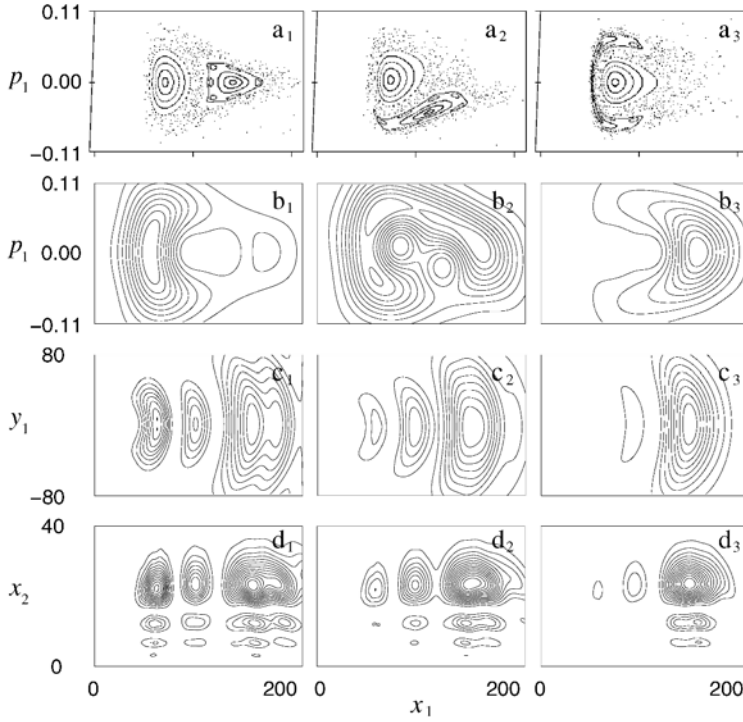 0.11 a₁ a₂ a₃
p₁ 0.00
−0.11
0.11 b₁ b₂ b₃
p₁ 0.00
−0.11
80 c₁ c₂ c₃
y₁
−80
40 d₁ d₂ d₃
x₂
0
0 200 0 200 0 200
x₁